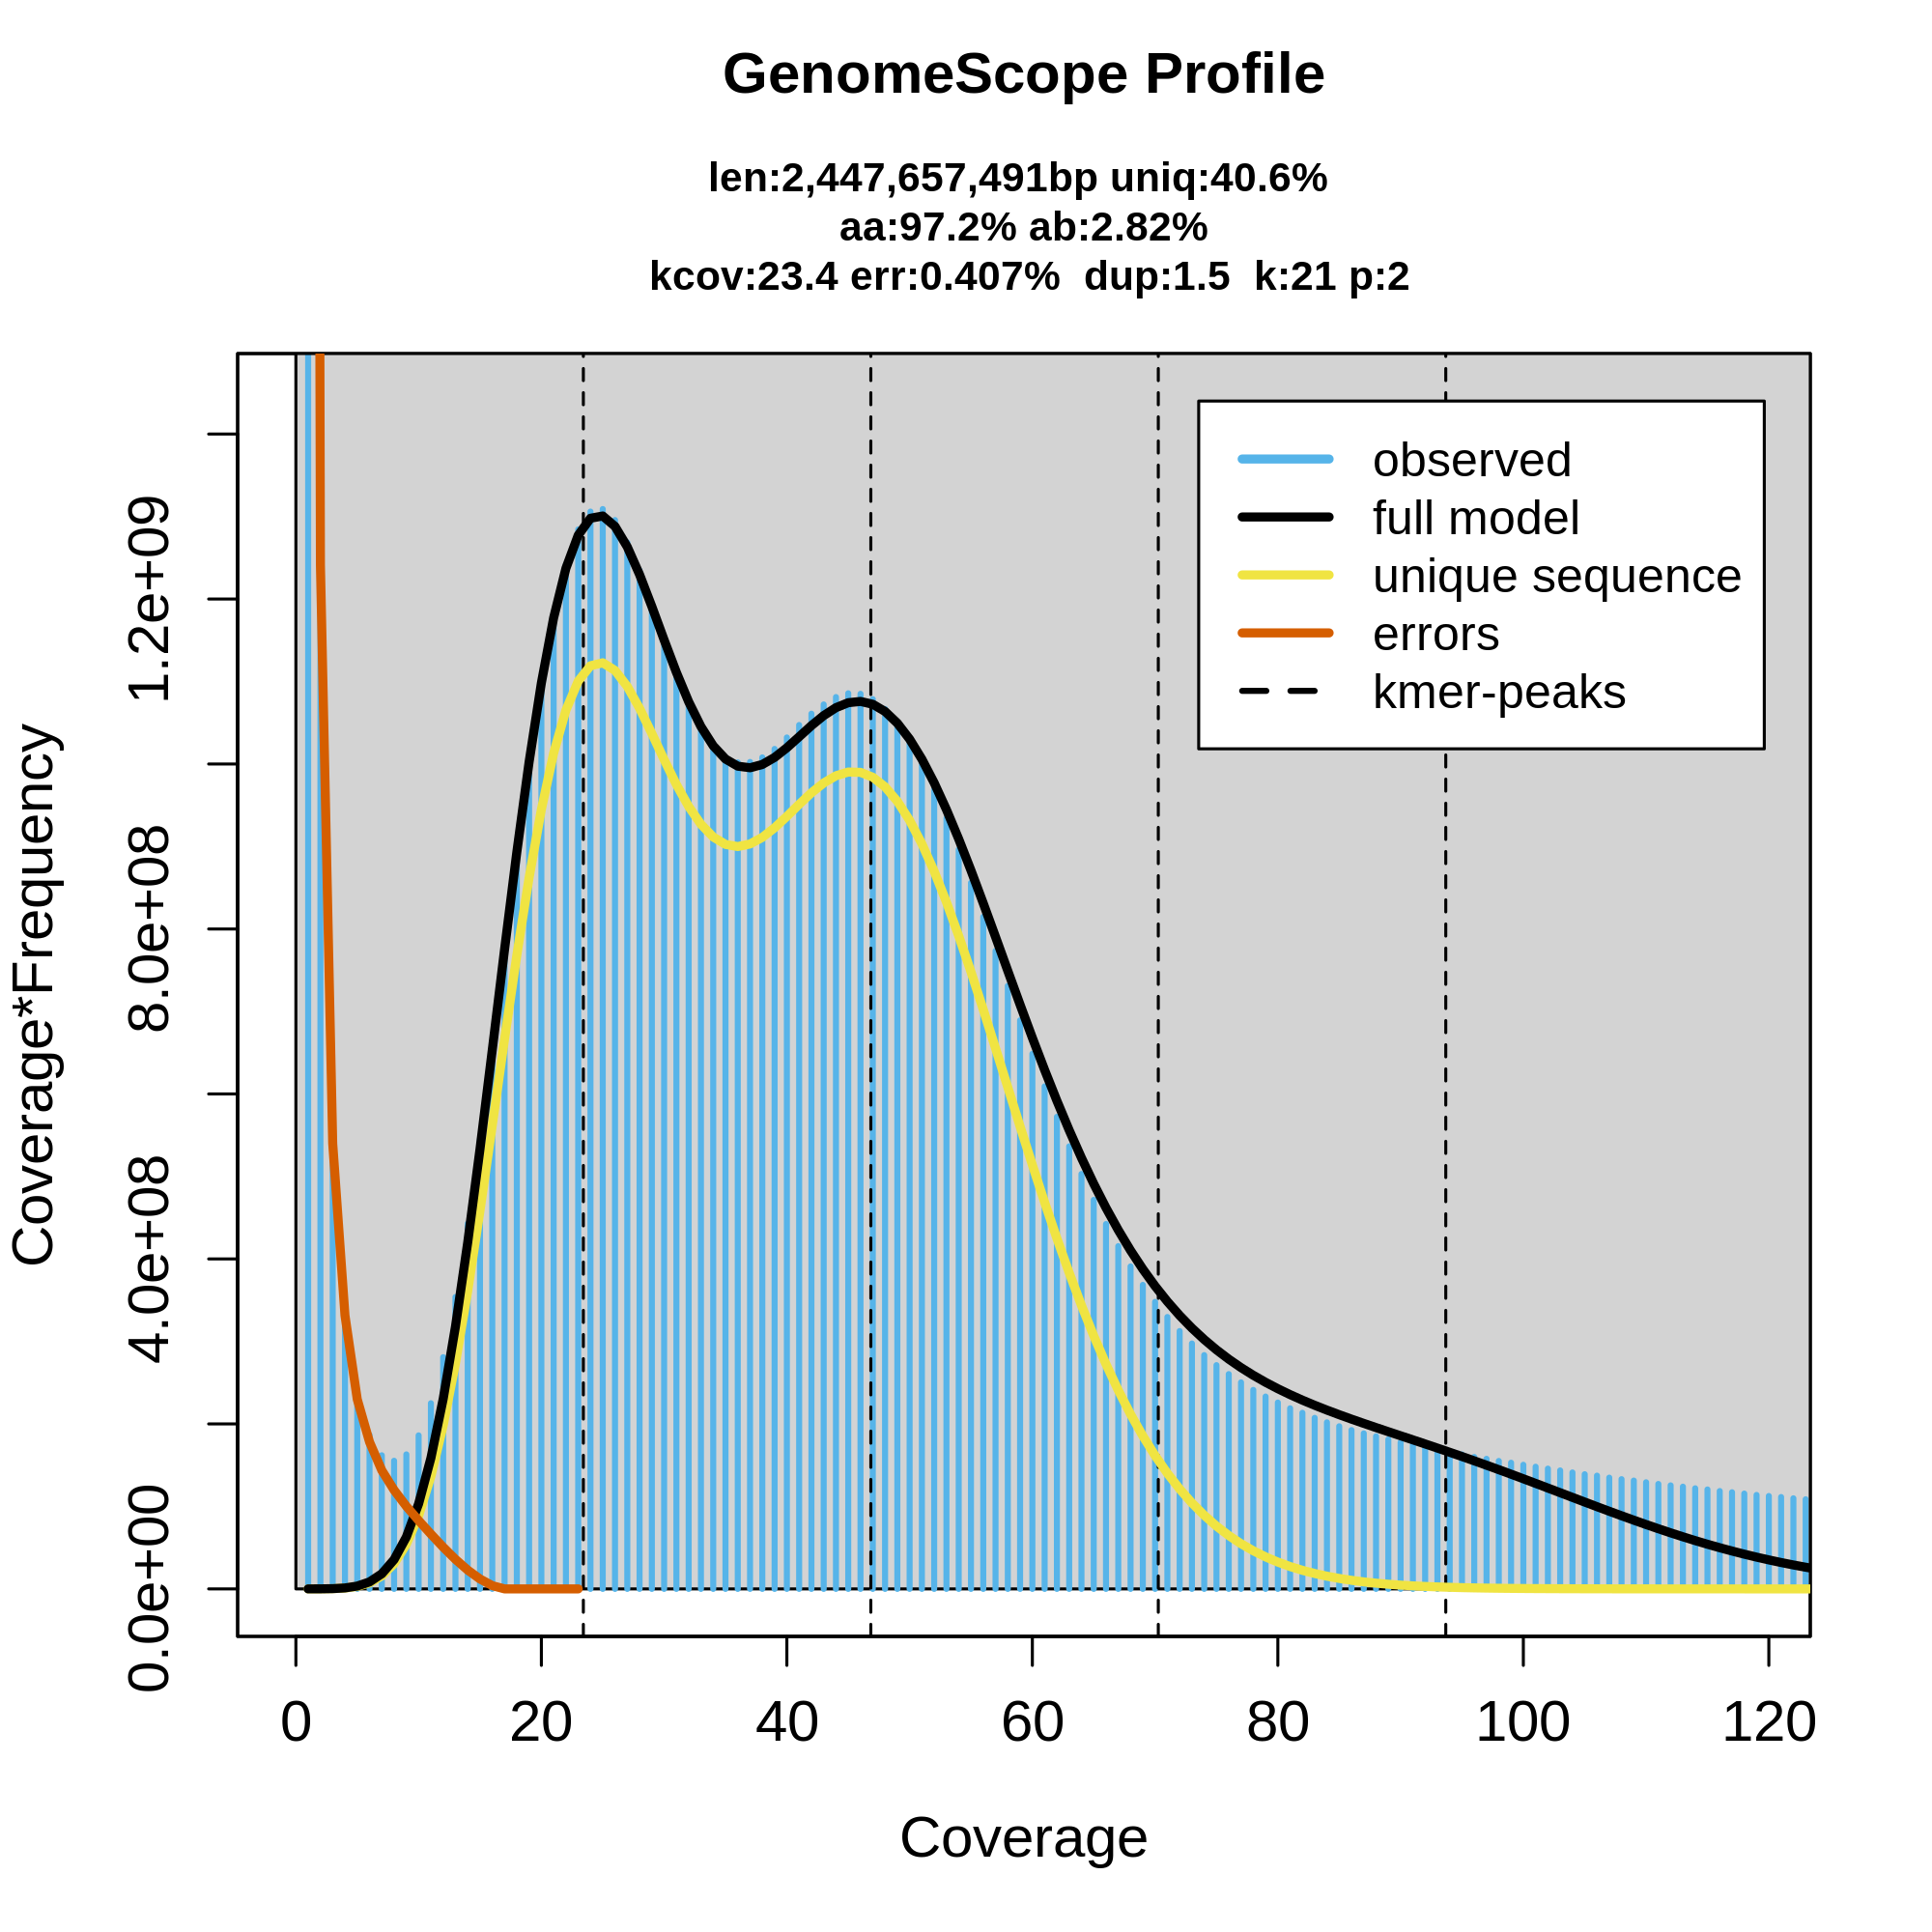 GenomeScope Profile
len:2,447,657,491bp uniq:40.6%
aa:97.2% ab:2.82%
kcov:23.4 err:0.407% dup:1.5 k:21 p:2
observed
full model
unique sequence
errors
kmer-peaks
Coverage*Frequency
0.0e+00
4.0e+08
8.0e+08
1.2e+09
0 20 40 60 80 100 120
Coverage